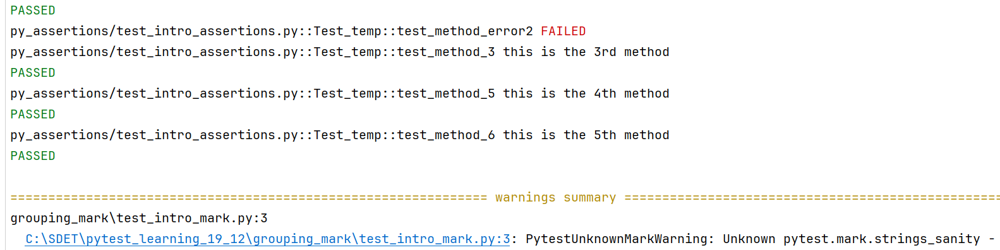 PASSED
py_assertions/test_intro_assertions.py::Test_temp::test_method_error2 FAILED
py_assertions/test_intro_assertions.py::Test_temp::test_method_3 this is the 3rd method
PASSED
py_assertions/test_intro_assertions.py::Test_temp::test_method_5 this is the 4th method
PASSED
py_assertions/test_intro_assertions.py::Test_temp::test_method_6 this is the 5th method
PASSED
=============================================================== warnings summary ==================================================
grouping_mark\test_intro_mark.py:3
C:\SDET\pytest_learning_19_12\grouping_mark\test_intro_mark.py:3: PytestUnknownMarkWarning: Unknown pytest.mark.strings_sanity -